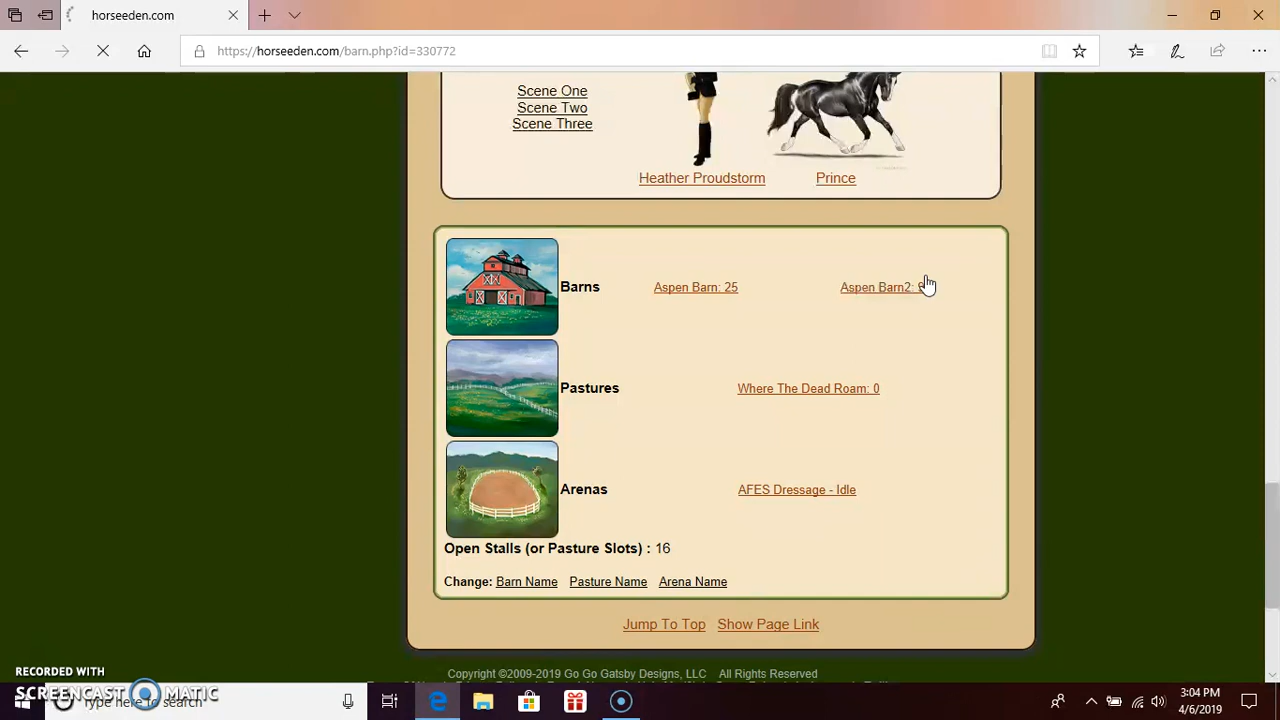 horseeden.com
https://horseeden.com/barn.php?id=330772
Scene One
Scene Two
Scene Three
Heather Proudstorm Prince
Barns Aspen Barn: 25 Aspen Barn2:
Pastures Where The Dead Roam: 0
Arenas AFES Dressage - Idle
Open Stalls (or Pasture Slots) : 16
Change: Barn Name Pasture Name Arena Name
Jump To Top Show Page Link
Copyright ©2009-2019 Go Go Gatsby Designs, LLC All Rights Reserved
RECORDED WITH
SCREENCAST MATIC
Type here to search
3:04 PM
4/6/2019